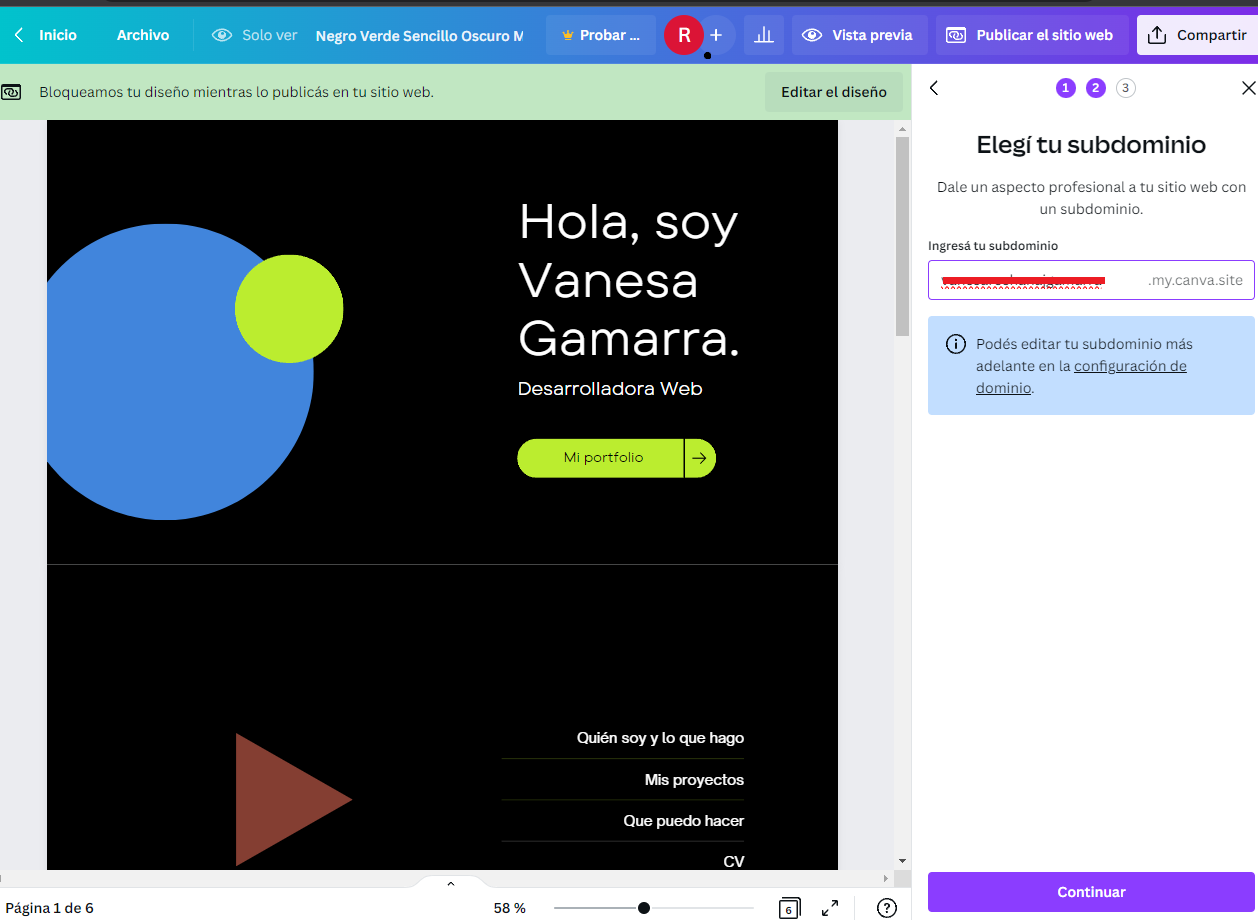 Inicio
Archivo
Solo ver
Negro Verde Sencillo Oscuro M
Probar ...
R
+
Vista previa
Publicar el sitio web
Compartir
Bloqueamos tu diseño mientras lo publicás en tu sitio web.
Editar el diseño
Hola, soy
Vanesa
Gamarra.
Desarrolladora Web
Mi portfolio
Quién soy y lo que hago
Mis proyectos
Que puedo hacer
CV
1 2 3
Elegí tu subdominio
Dale un aspecto profesional a tu sitio web con
un subdominio.
Ingresá tu subdominio
.my.canva.site
Podés editar tu subdominio más
adelante en la configuración de
dominio.
Continuar
Página 1 de 6
58 %
6
?